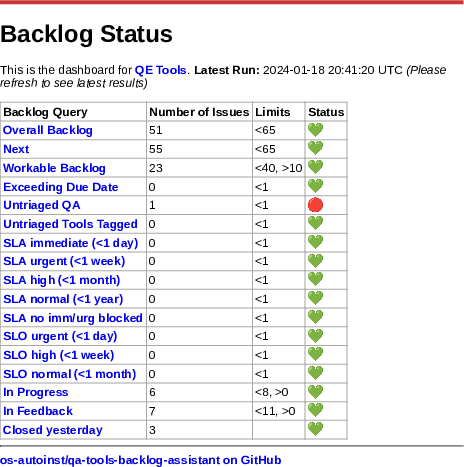 Backlog Status
This is the dashboard for QE Tools. Latest Run: 2024-01-18 20:41:20 UTC (Please
refresh to see latest results)
Backlog Query Number of Issues Limits Status
Overall Backlog 51 <65
Next 55 <65
Workable Backlog 23 <40, >10
Exceeding Due Date 0 <1
Untriaged QA 1 <1
Untriaged Tools Tagged 0 <1
SLA immediate (<1 day) 0 <1
SLA urgent (<1 week) 0 <1
SLA high (<1 month) 0 <1
SLA normal (<1 year) 0 <1
SLA no imm/urg blocked 0 <1
SLO urgent (<1 day) 0 <1
SLO high (<1 week) 0 <1
SLO normal (<1 month) 0 <1
In Progress 6 <8, >0
In Feedback 7 <11, >0
Closed yesterday 3
os-autoinst/qa-tools-backlog-assistant on GitHub